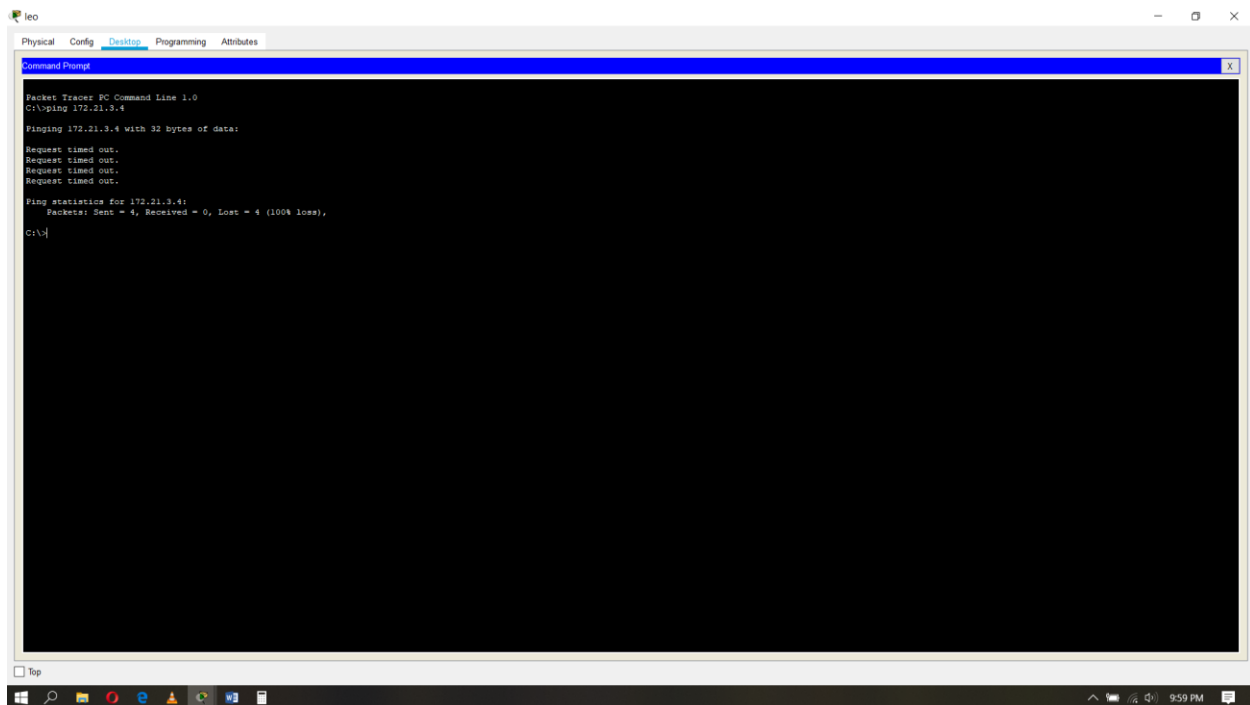 leo
Physical Config Desktop Programming Attributes
Command Prompt
X
Packet Tracer PC Command Line 1.0
C:\>ping 172.21.3.4
Pinging 172.21.3.4 with 32 bytes of data:
Request timed out.
Request timed out.
Request timed out.
Request timed out.
Ping statistics for 172.21.3.4:
Packets: Sent = 4, Received = 0, Lost = 4 (100% loss),
C:\>
Top
9:59 PM